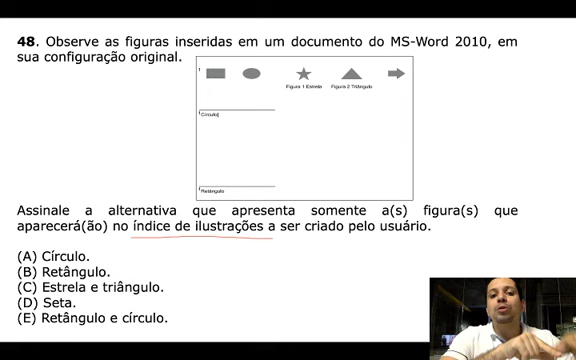 48. Observe as figuras inseridas em um documento do MS-Word 2010, em
sua configuração original.
1
Figura 1 Estrela
Figura 2 Triângulo
Círculo
Retângulo
Assinale a alternativa que apresenta somente a(s) figura(s) que
aparecerá(ão) no índice de ilustrações a ser criado pelo usuário.
(A) Círculo.
(B) Retângulo.
(C) Estrela e triângulo.
(D) Seta.
(E) Retângulo e círculo.